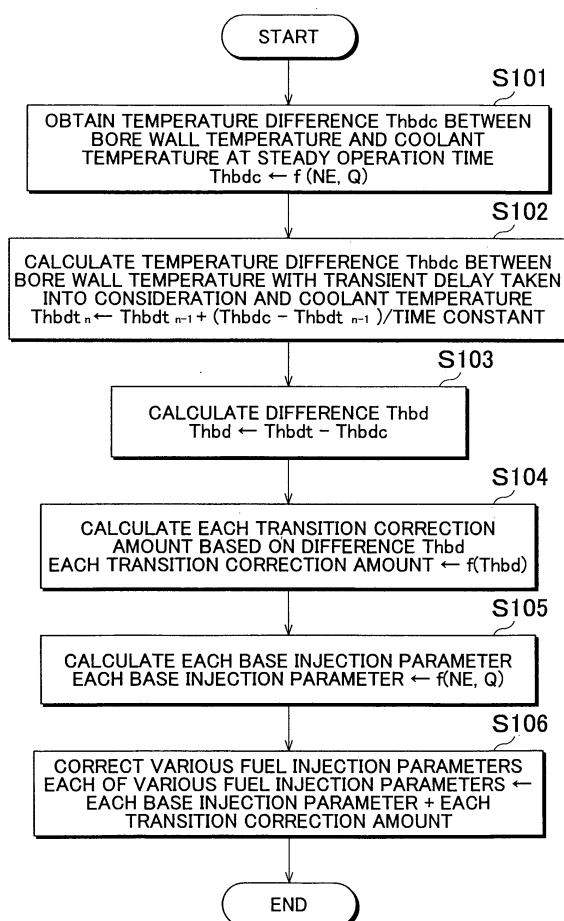 START
S101
OBTAIN TEMPERATURE DIFFERENCE Thbdc BETWEEN
BORE WALL TEMPERATURE AND COOLANT
TEMPERATURE AT STEADY OPERATION TIME
Thbdc ← f (NE, Q)
S102
CALCULATE TEMPERATURE DIFFERENCE Thbdc BETWEEN
BORE WALL TEMPERATURE WITH TRANSIENT DELAY TAKEN
INTO CONSIDERATION AND COOLANT TEMPERATURE
Thbdt n ← Thbdt n-1 + (Thbdc - Thbdt n-1 )/TIME CONSTANT
S103
CALCULATE DIFFERENCE Thbd
Thbd ← Thbdt - Thbdc
S104
CALCULATE EACH TRANSITION CORRECTION
AMOUNT BASED ON DIFFERENCE Thbd
EACH TRANSITION CORRECTION AMOUNT ← f(Thbd)
S105
CALCULATE EACH BASE INJECTION PARAMETER
EACH BASE INJECTION PARAMETER ← f(NE, Q)
S106
CORRECT VARIOUS FUEL INJECTION PARAMETERS
EACH OF VARIOUS FUEL INJECTION PARAMETERS ←
EACH BASE INJECTION PARAMETER + EACH
TRANSITION CORRECTION AMOUNT
END